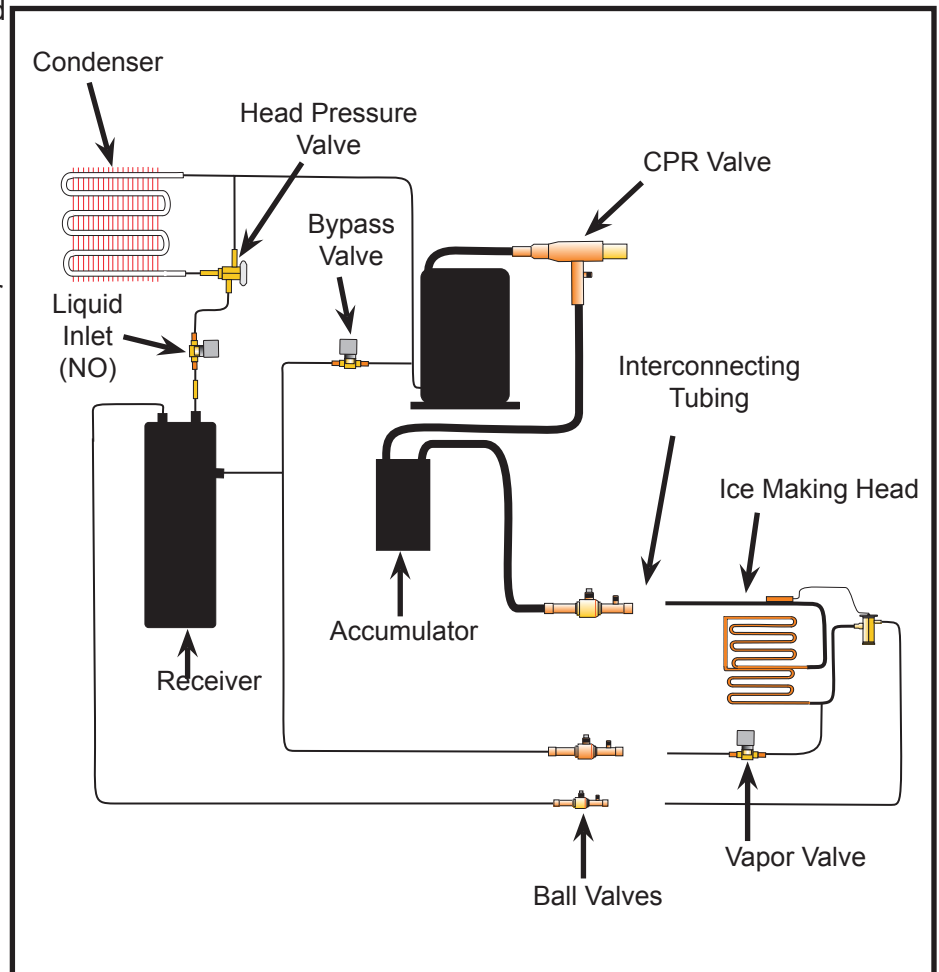 Condenser
Head Pressure
Valve
CPR Valve
Bypass
Valve
Liquid
Inlet
(NO)
Interconnecting
Tubing
Ice Making Head
Accumulator
Receiver
Vapor Valve
Ball Valves